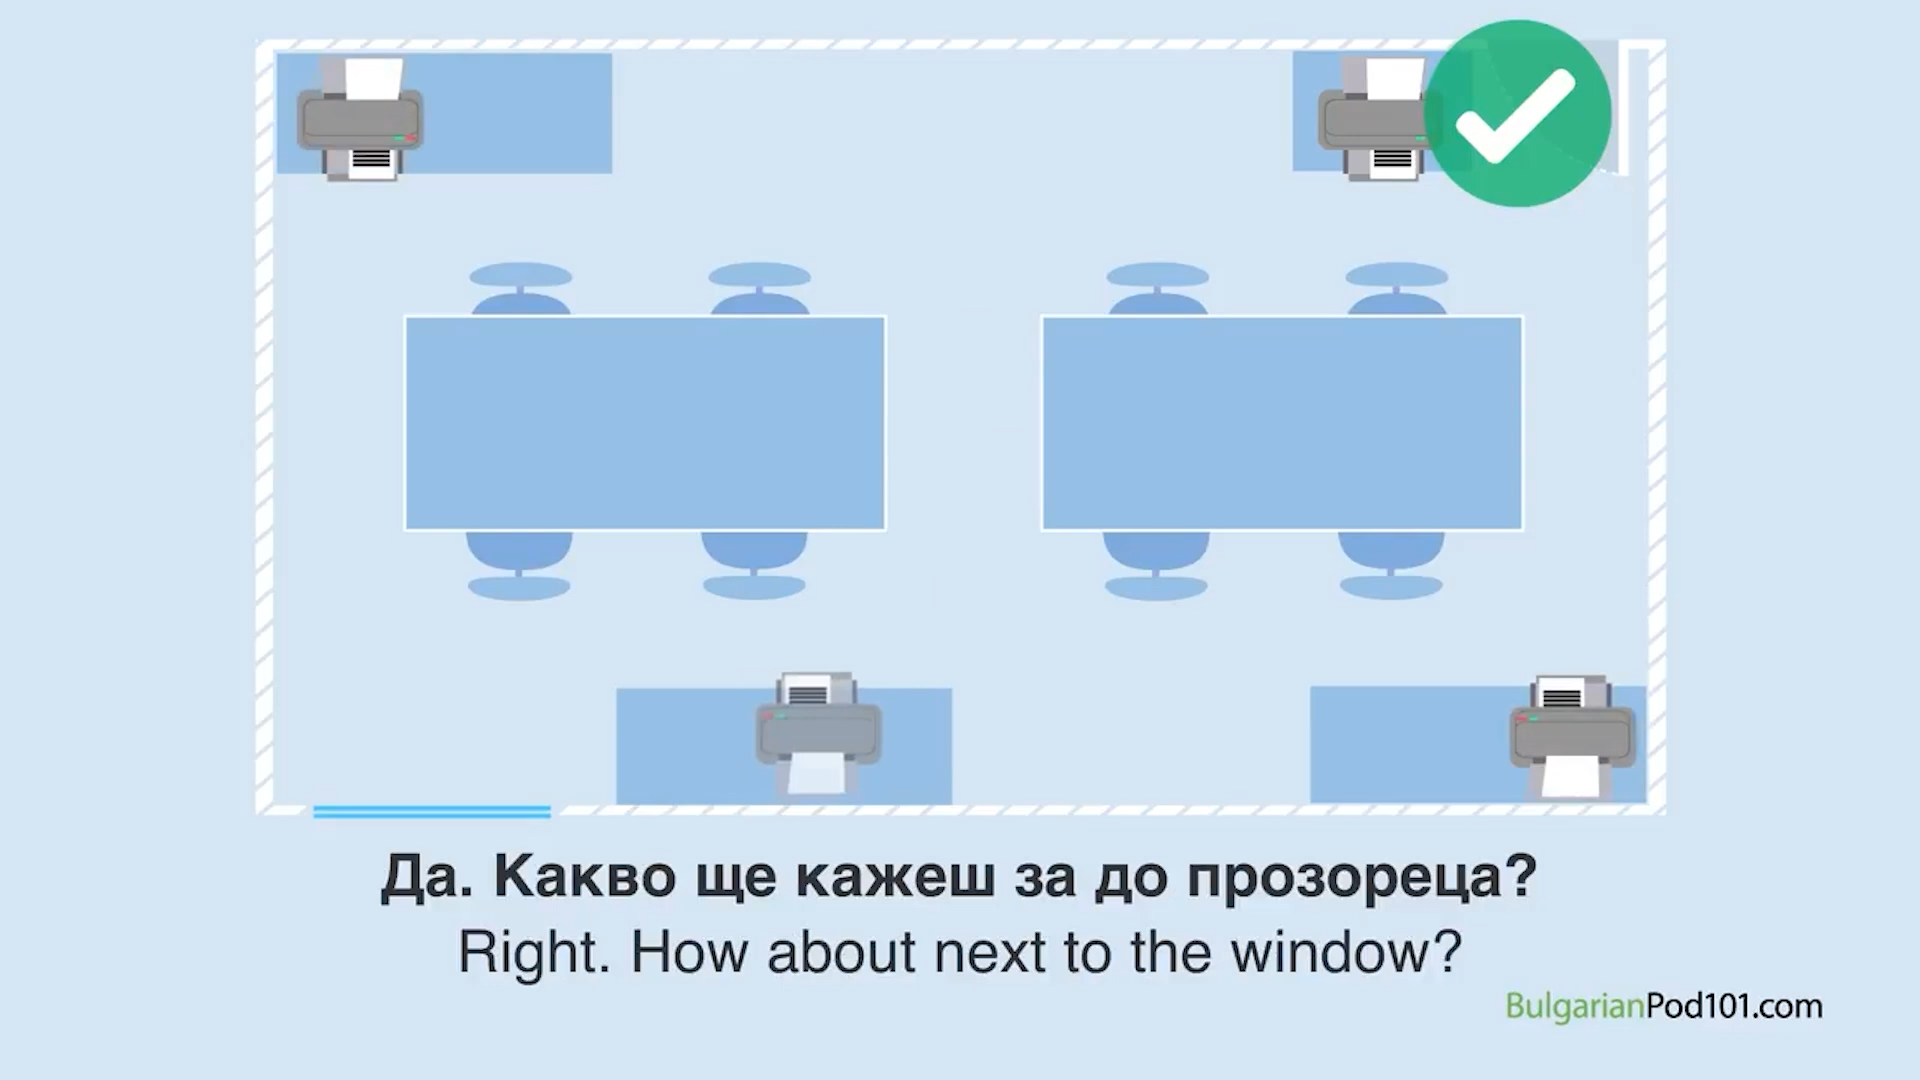 Да. Какво ще кажеш за до прозореца?
Right. How about next to the window?
BulgarianPod101.com